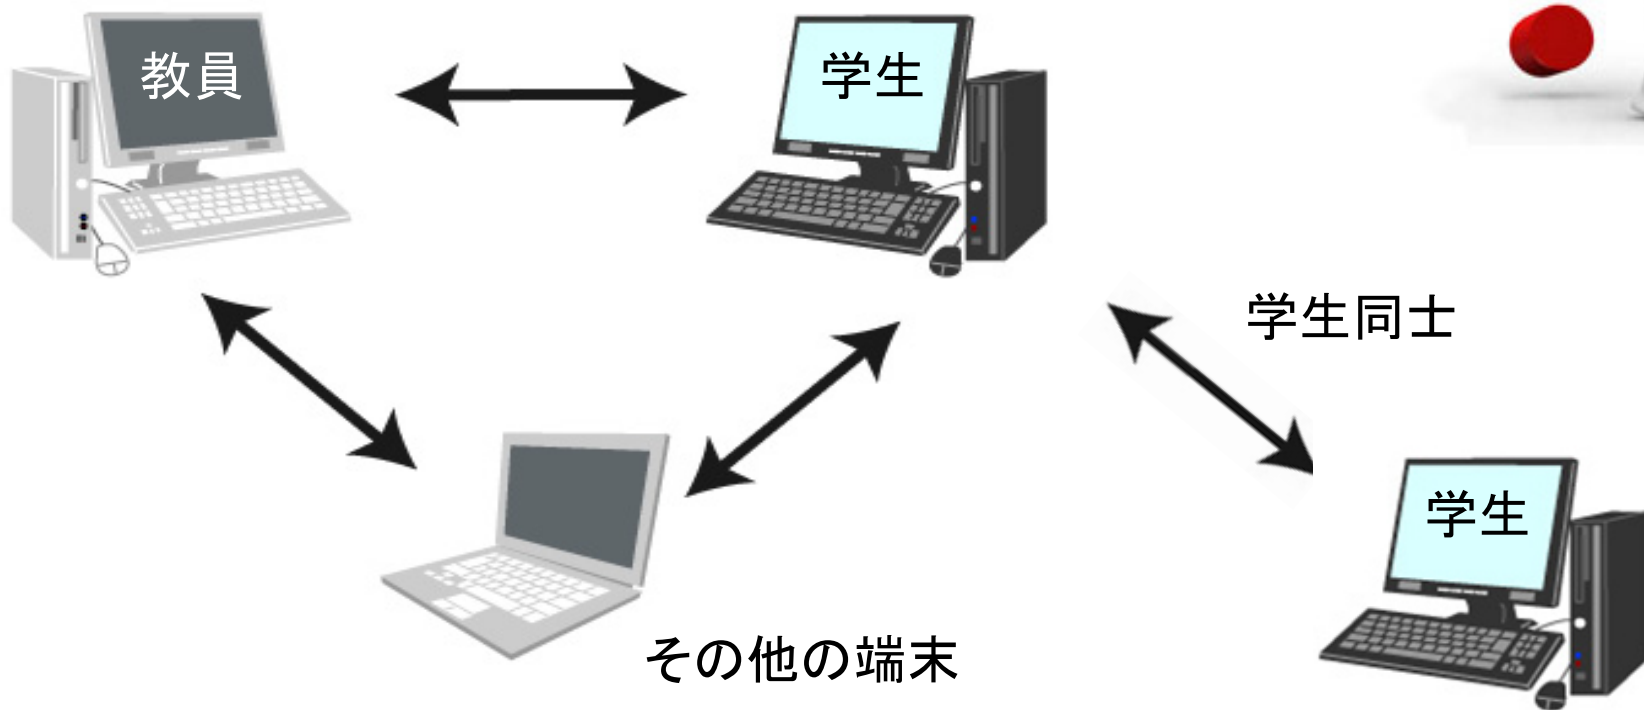 教員
学生
学生同士
学生
その他の端末